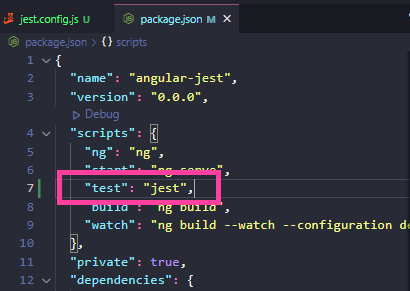 jest.config.js U
package.json M
package.json > {} scripts
1 {
2 "name": "angular-jest",
3 "version": "0.0.0",
Debug
4 "scripts": {
5 "ng": "ng",
6 "start": "ng serve",
7 "test": "jest",
8 "build": "ng build",
9 "watch": "ng build --watch --configuration de
10 },
11 "private": true,
12 "dependencies": {